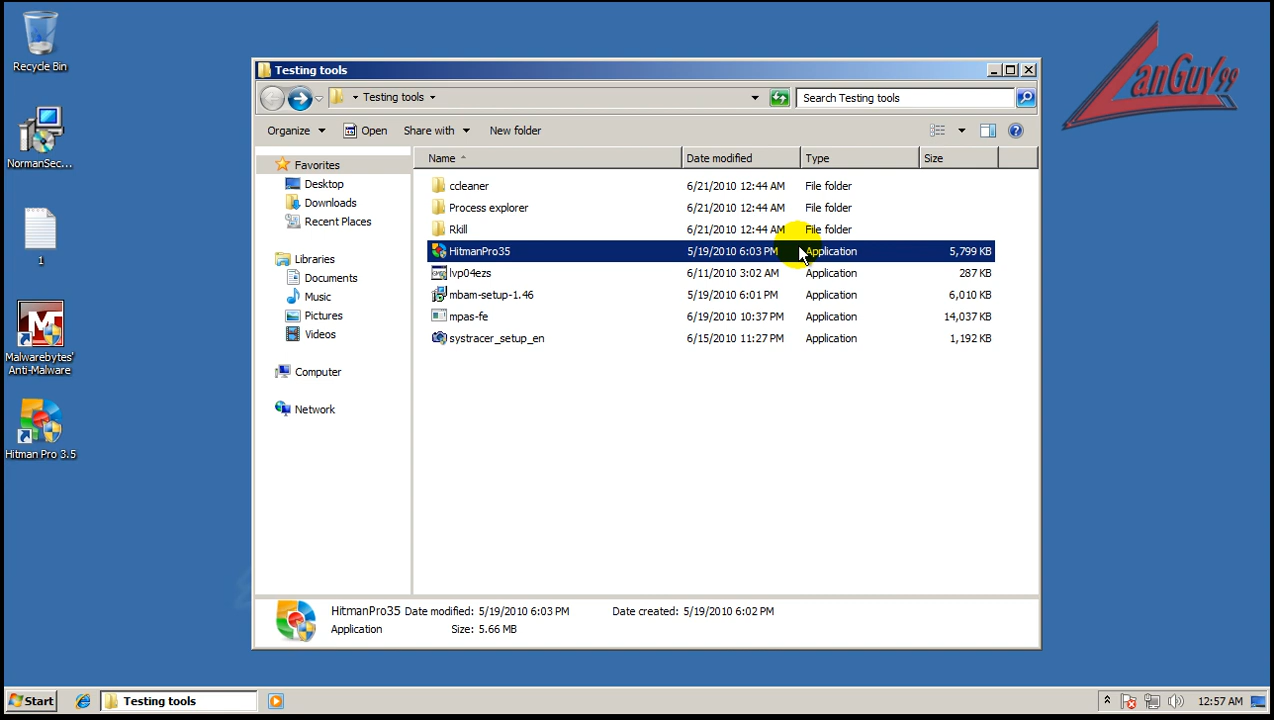 Recycle Bin
NormanSec...
1
Malwarebytes'
Anti-Malware
Hitman Pro 3.5
LanGuy99
Testing tools
Testing tools
Search Testing tools
Organize
Open
Share with
New folder
Favorites
Desktop
Downloads
Recent Places
Libraries
Documents
Music
Pictures
Videos
Computer
Network
Name Date modified Type Size
ccleaner 6/21/2010 12:44 AM File folder
Process explorer 6/21/2010 12:44 AM File folder
Rkill 6/21/2010 12:44 AM File folder
HitmanPro35 5/19/2010 6:03 PM Application 5,799 KB
lvp04ezs 6/11/2010 3:02 AM Application 287 KB
mbam-setup-1.46 5/19/2010 6:01 PM Application 6,010 KB
mpas-fe 6/19/2010 10:37 PM Application 14,037 KB
systracer_setup_en 6/15/2010 11:27 PM Application 1,192 KB
HitmanPro35 Date modified: 5/19/2010 6:03 PM Date created: 5/19/2010 6:02 PM
Application Size: 5.66 MB
Start
Testing tools
12:57 AM